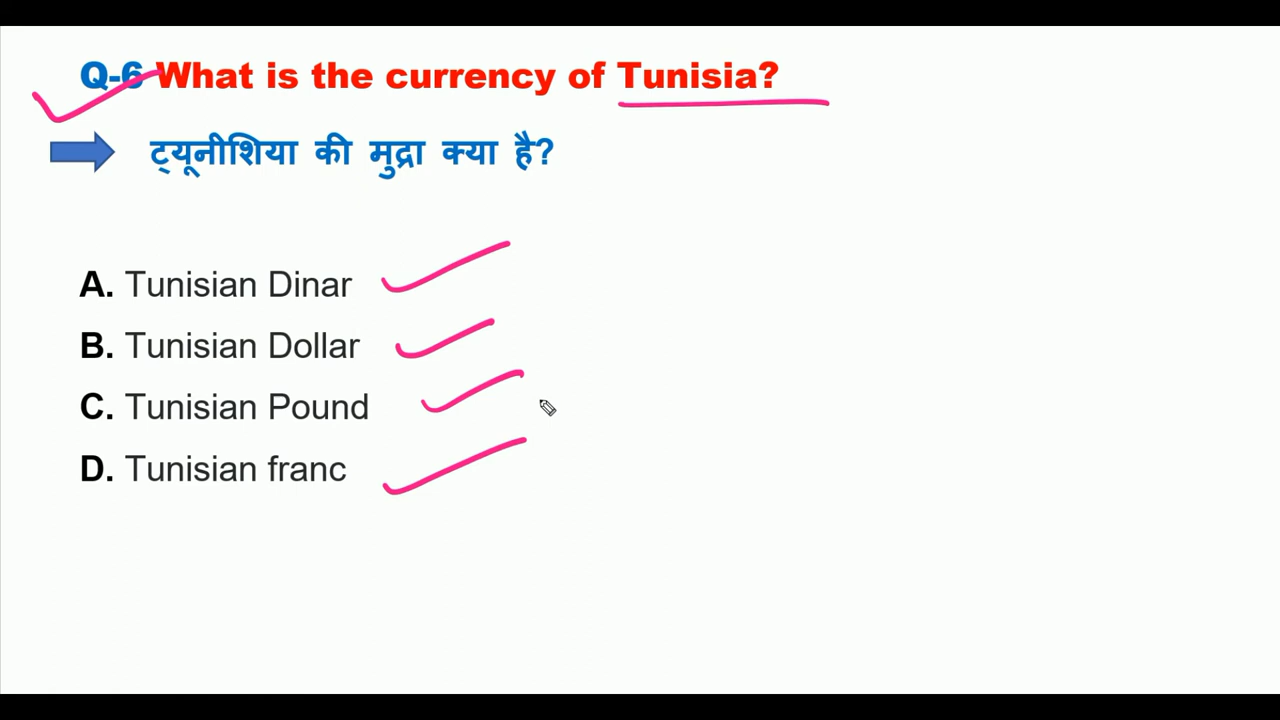 Q-6 What is the currency of Tunisia?
ट्यूनीशिया की मुद्रा क्या है?
A. Tunisian Dinar
B. Tunisian Dollar
C. Tunisian Pound
D. Tunisian franc